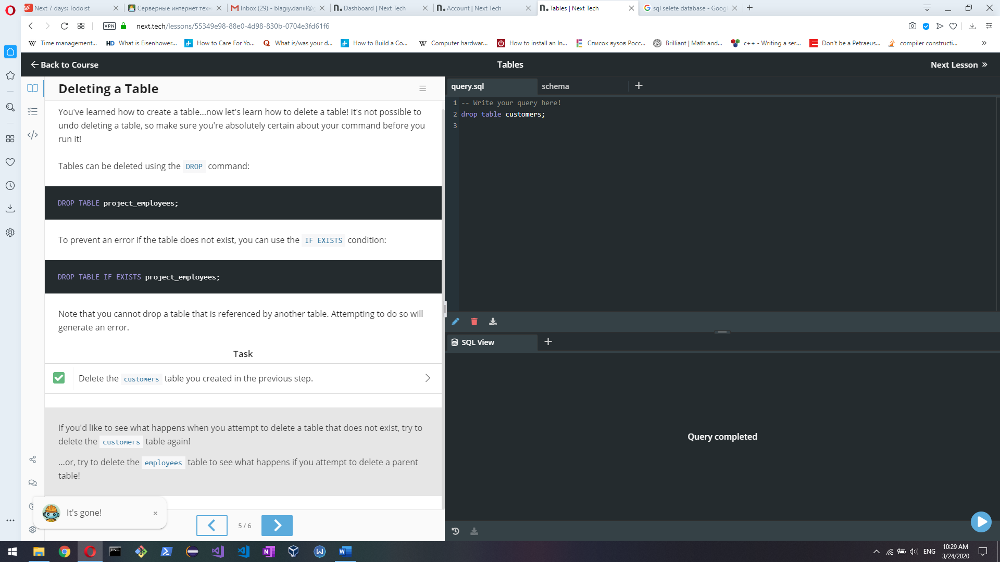 Next 7 days: Todoist
Серверные интернет техн
Inbox (29) - blagiy.daniil@g
n. Dashboard | Next Tech
n. Account | Next Tech
n. Tables | Next Tech
sql selete database - Goog
VPN
next.tech/lessons/55349e98-88e0-4d98-830b-0704e3fd61f6
W Time management...
HD What is Eisenhower...
How to Care For Yo...
Q What is/was your d...
How to Build a Co...
W Computer hardwar...
How to install an In...
Список вузов Росс...
Brilliant | Math and...
c++ - Writing a ser...
Don't be a Petraeus...
compiler constructi...
Back to Course
Tables
Next Lesson
Deleting a Table
You've learned how to create a table...now let's learn how to delete a table! It's not possible to
undo deleting a table, so make sure you're absolutely certain about your command before you
run it!
Tables can be deleted using the DROP command:
DROP TABLE project_employees;
To prevent an error if the table does not exist, you can use the IF EXISTS condition:
DROP TABLE IF EXISTS project_employees;
Note that you cannot drop a table that is referenced by another table. Attempting to do so will
generate an error.
Task
Delete the customers table you created in the previous step.
If you'd like to see what happens when you attempt to delete a table that does not exist, try to
delete the customers table again!
...or, try to delete the employees table to see what happens if you attempt to delete a parent
table!
It's gone!
5 / 6
query.sql
schema
1 -- Write your query here!
2 drop table customers;
3
SQL View
Query completed
ENG
10:29 AM
3/24/2020